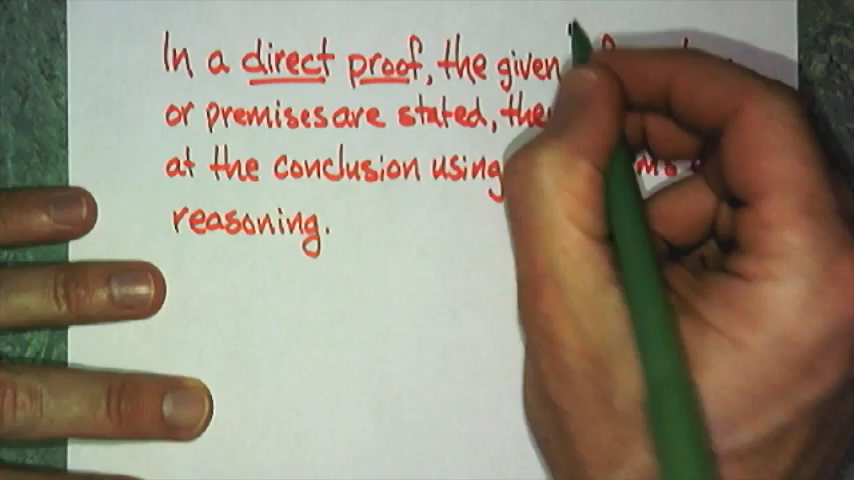 In a direct proof, the given
or premises are stated,
at the conclusion using
reasoning.